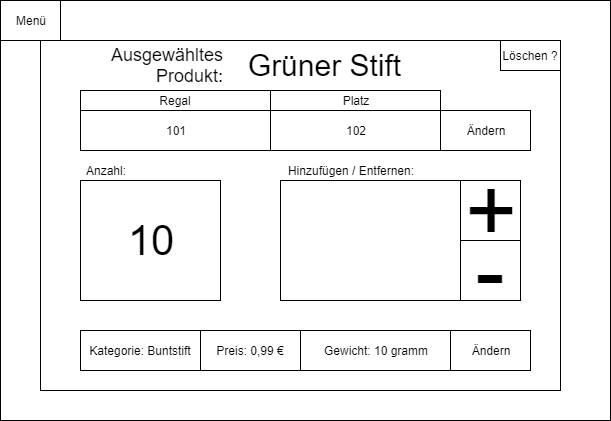 Menü
Löschen ?
Ausgewähltes
Produkt:
Grüner Stift
Regal
Platz
101
102
Ändern
Anzahl:
Hinzufügen / Entfernen:
10
+
-
Kategorie: Buntstift
Preis: 0,99 €
Gewicht: 10 gramm
Ändern